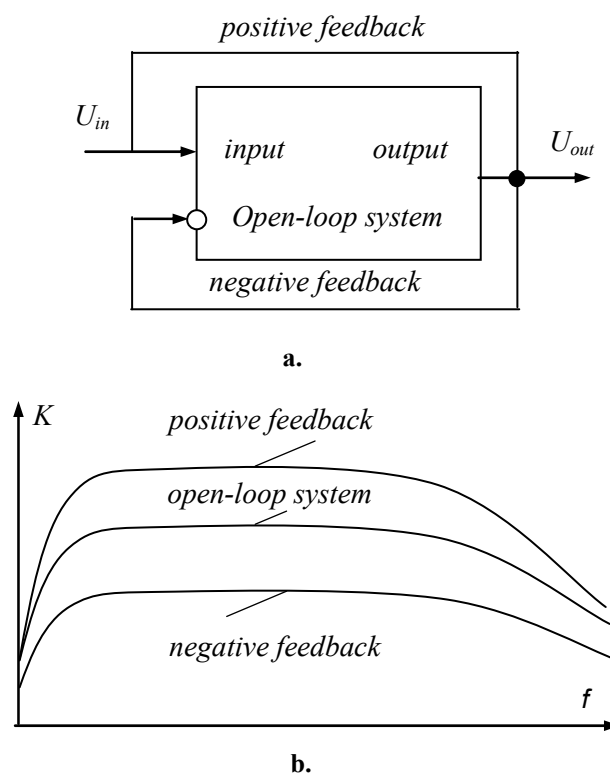 positive feedback
U_in
input output
U_out
Open-loop system
negative feedback
a.
K
positive feedback
open-loop system
negative feedback
f
b.